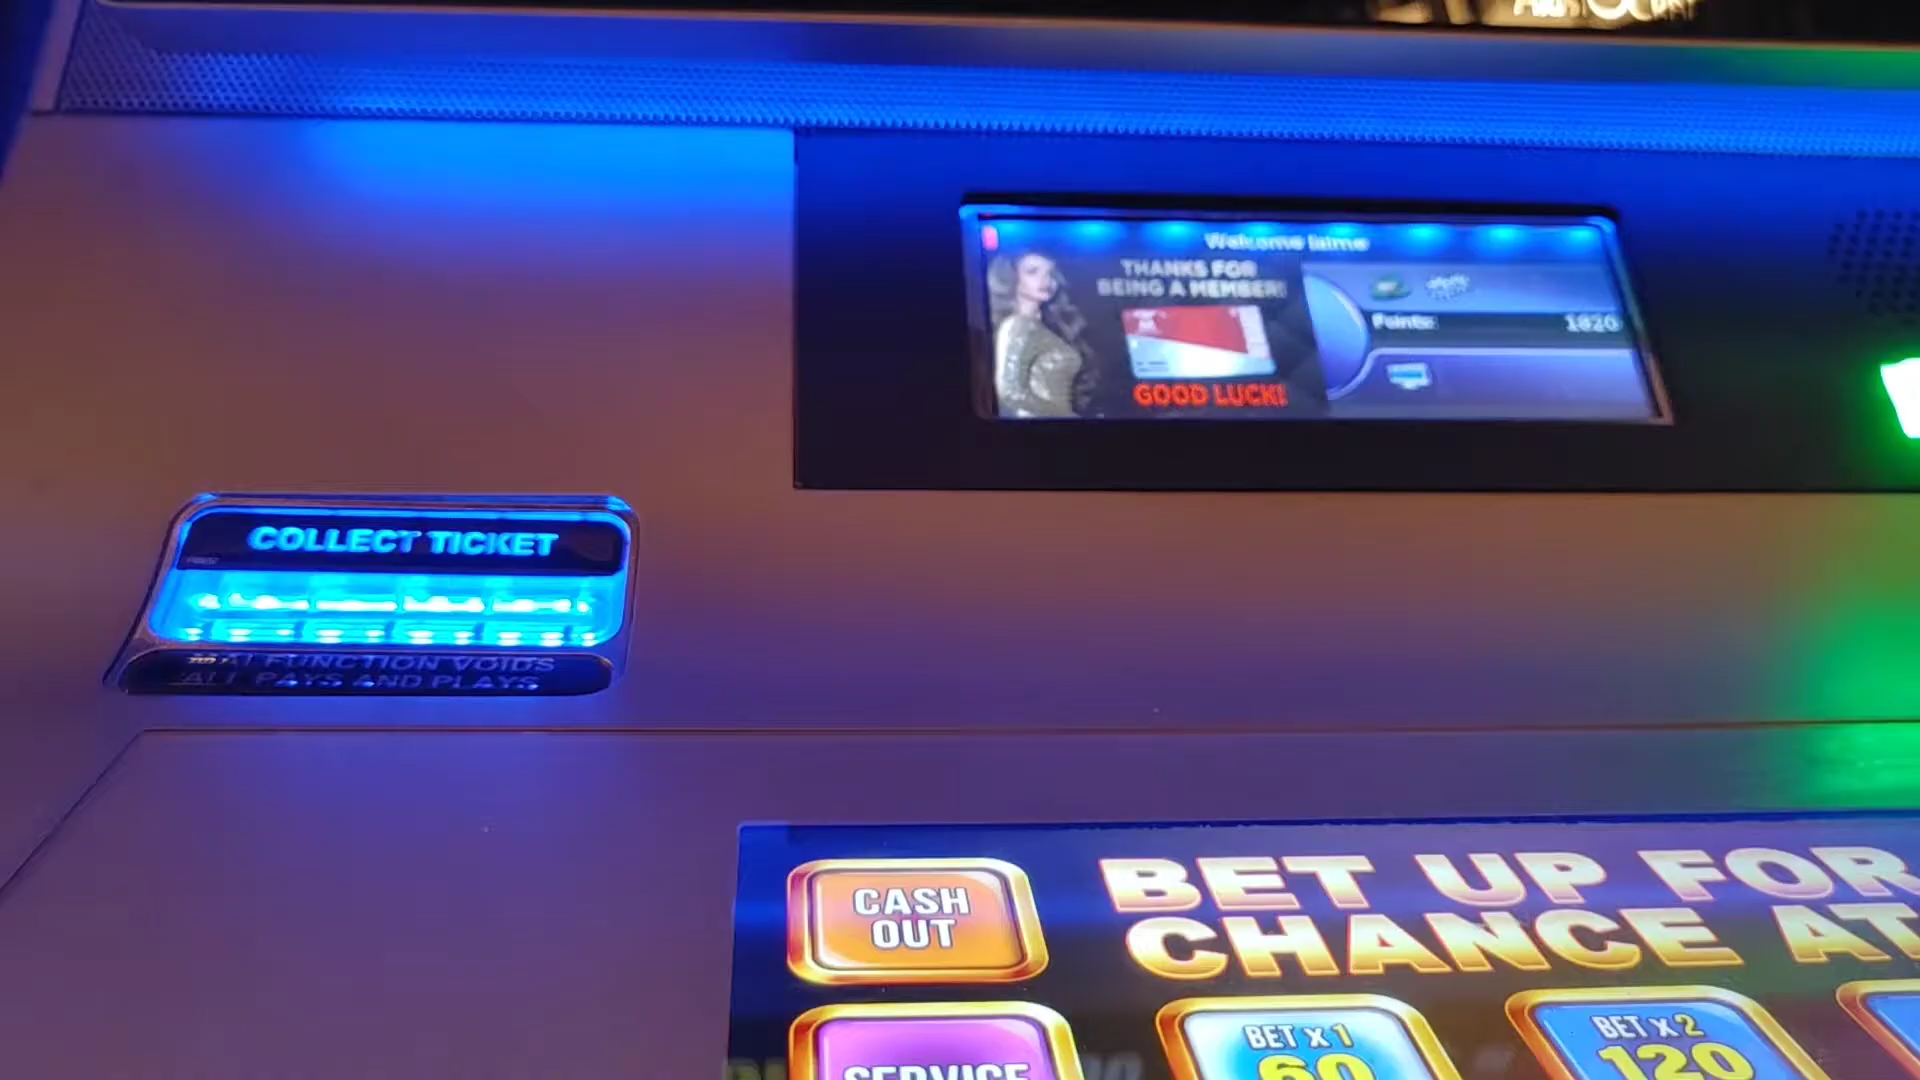 Welcome Jaime
THANKS FOR
BEING A MEMBER!
GOOD LUCK!
Points: 1820
COLLECT TICKET
MALFUNCTION VOIDS
ALL PAYS AND PLAYS
CASH
OUT
BET UP FOR
CHANCE AT
SERVICE
BET X 1
60
BET X 2
120